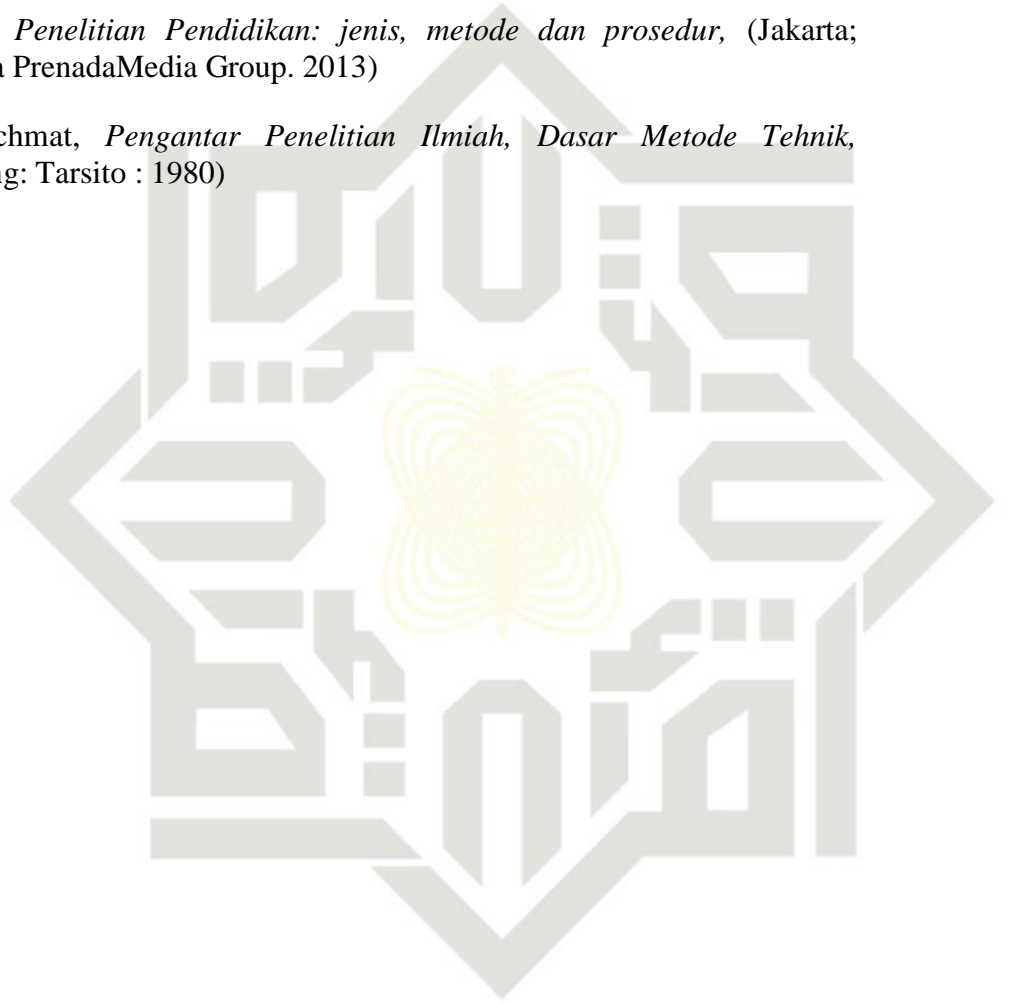 Penelitian Pendidikan: jenis, metode dan prosedur, (Jakarta;
a PrenadaMedia Group. 2013)
chmat, Pengantar Penelitian Ilmiah, Dasar Metode Tehnik,
ng: Tarsito : 1980)